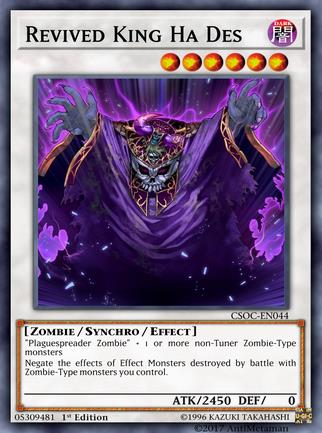 Revived King Ha Des
DARK
闇
CSOC-EN044
[Zombie / Synchro / Effect]
"Plaguespreader Zombie" + 1 or more non-Tuner Zombie-Type
monsters
Negate the effects of Effect Monsters destroyed by battle with
Zombie-Type monsters you control.
ATK/2450 DEF/ 0
05309481 1st Edition ©1996 KAZUKI TAKAHASHI
©2017 AntiMetaman